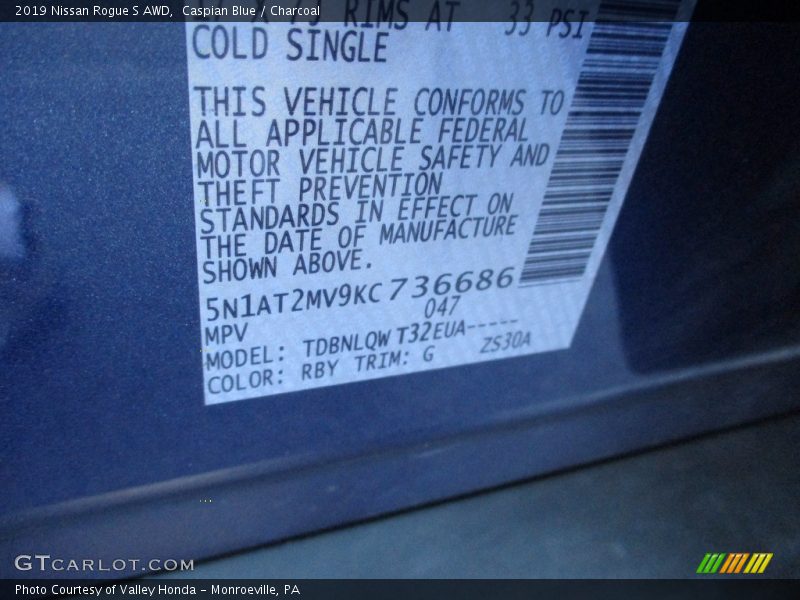 2019 Nissan Rogue S AWD,  Caspian Blue / Charcoal
RIMS AT 33 PSI
COLD SINGLE
THIS VEHICLE CONFORMS TO
ALL APPLICABLE FEDERAL
MOTOR VEHICLE SAFETY AND
THEFT PREVENTION
STANDARDS IN EFFECT ON
THE DATE OF MANUFACTURE
SHOWN ABOVE.
5N1AT2MV9KC736686
MPV 047
MODEL: TDBNLQW T32EUA-----
COLOR: RBY TRIM: G ZS30A
GTCARLOT.COM
Photo Courtesy of Valley Honda - Monroeville, PA